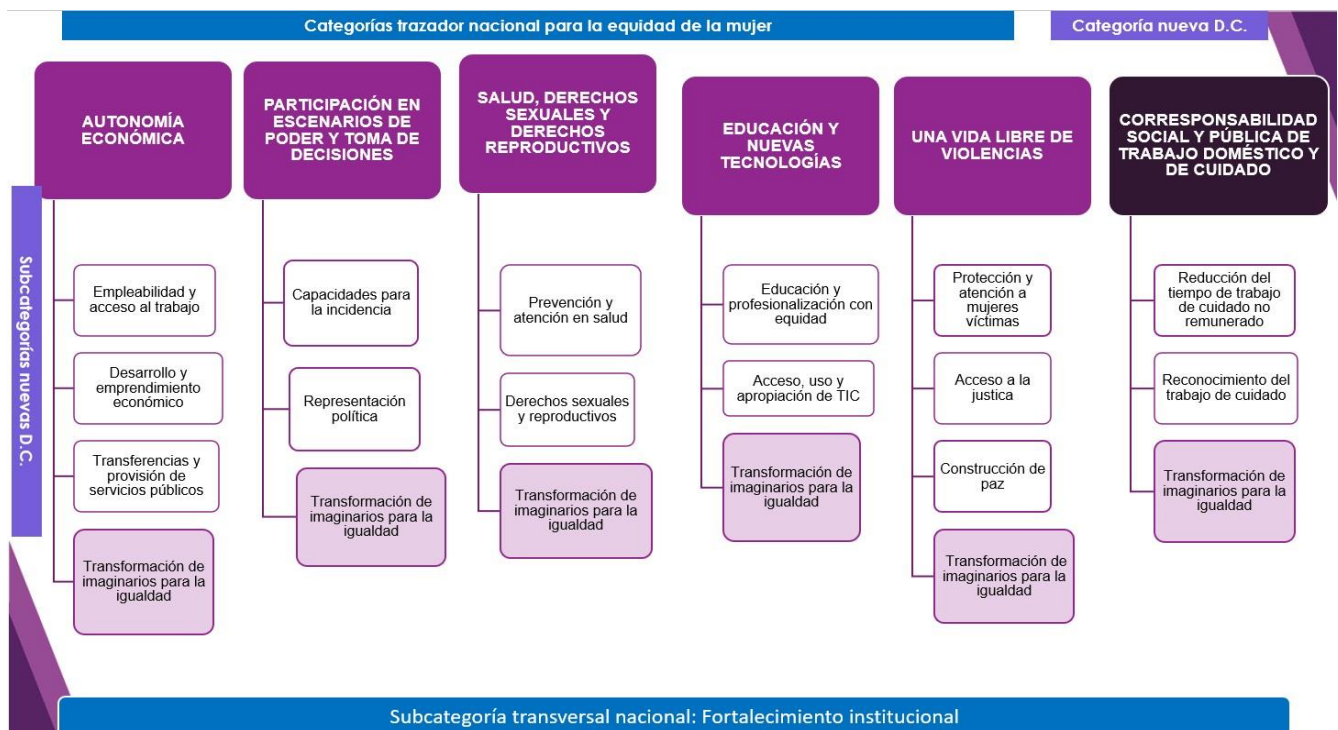 Categorías trazador nacional para la equidad de la mujer
Categoría nueva D.C.
AUTONOMÍA
ECONÓMICA
PARTICIPACIÓN EN
ESCENARIOS DE
PODER Y TOMA DE
DECISIONES
SALUD, DERECHOS
SEXUALES Y
DERECHOS
REPRODUCTIVOS
EDUCACIÓN Y
NUEVAS
TECNOLOGÍAS
UNA VIDA LIBRE DE
VIOLENCIAS
CORRESPONSABILIDAD
SOCIAL Y PÚBLICA DE
TRABAJO DOMÉSTICO Y
DE CUIDADO
Subcategorías nuevas D.C.
Empleabilidad y
acceso al trabajo
Desarrollo y
emprendimiento
económico
Transferencias y
provisión de
servicios públicos
Transformación de
imaginarios para la
igualdad
Capacidades para
la incidencia
Representación
política
Transformación de
imaginarios para la
igualdad
Prevención y
atención en salud
Derechos sexuales
y reproductivos
Transformación de
imaginarios para la
igualdad
Educación y
profesionalización con
equidad
Acceso, uso y
apropiación de TIC
Transformación de
imaginarios para la
igualdad
Protección y
atención a
mujeres
víctimas
Acceso a la
justica
Construcción de
paz
Transformación de
imaginarios para la
igualdad
Reducción del
tiempo de trabajo
de cuidado no
remunerado
Reconocimiento del
trabajo de cuidado
Transformación de
imaginarios para la
igualdad
Subcategoría transversal nacional: Fortalecimiento institucional